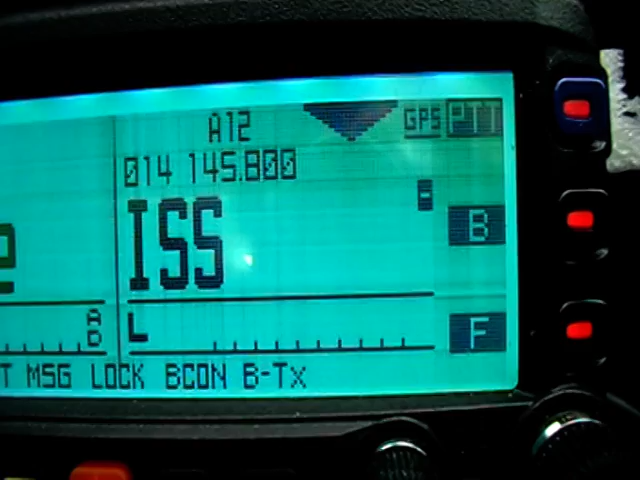 A12 GPS PTT
014 145.800
ISS
B
A
D
L
F
T MSG LOCK BCON B-Tx